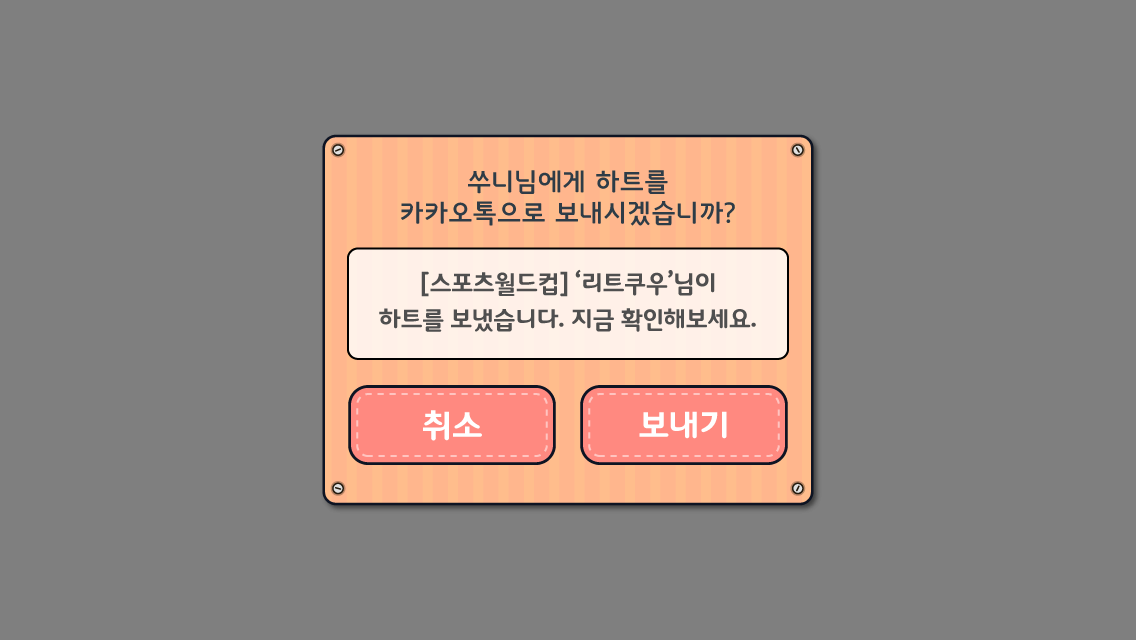 쑤니님에게 하트를
카카오톡으로 보내시겠습니까?
[스포츠월드컵] ‘리트쿠우’님이
하트를 보냈습니다. 지금 확인해보세요.
취소
보내기